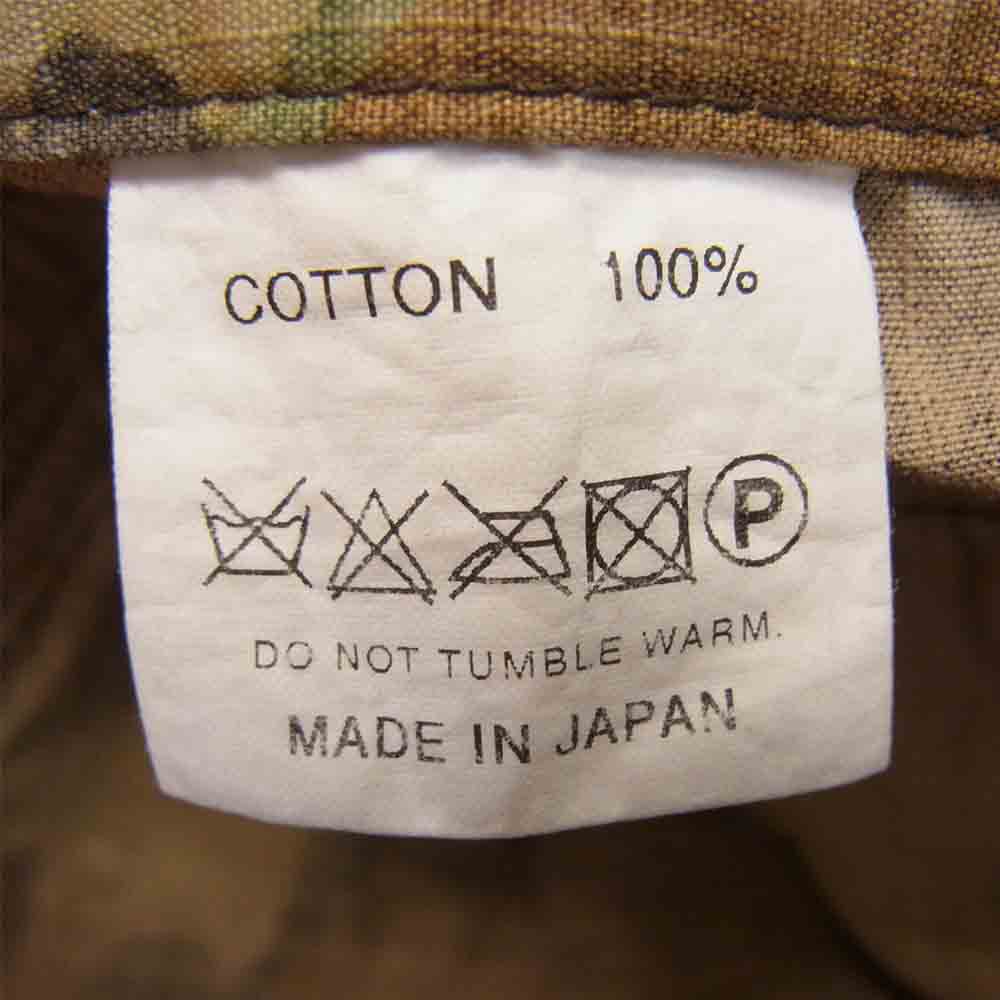 COTTON 100%
P
DO NOT TUMBLE WARM.
MADE IN JAPAN